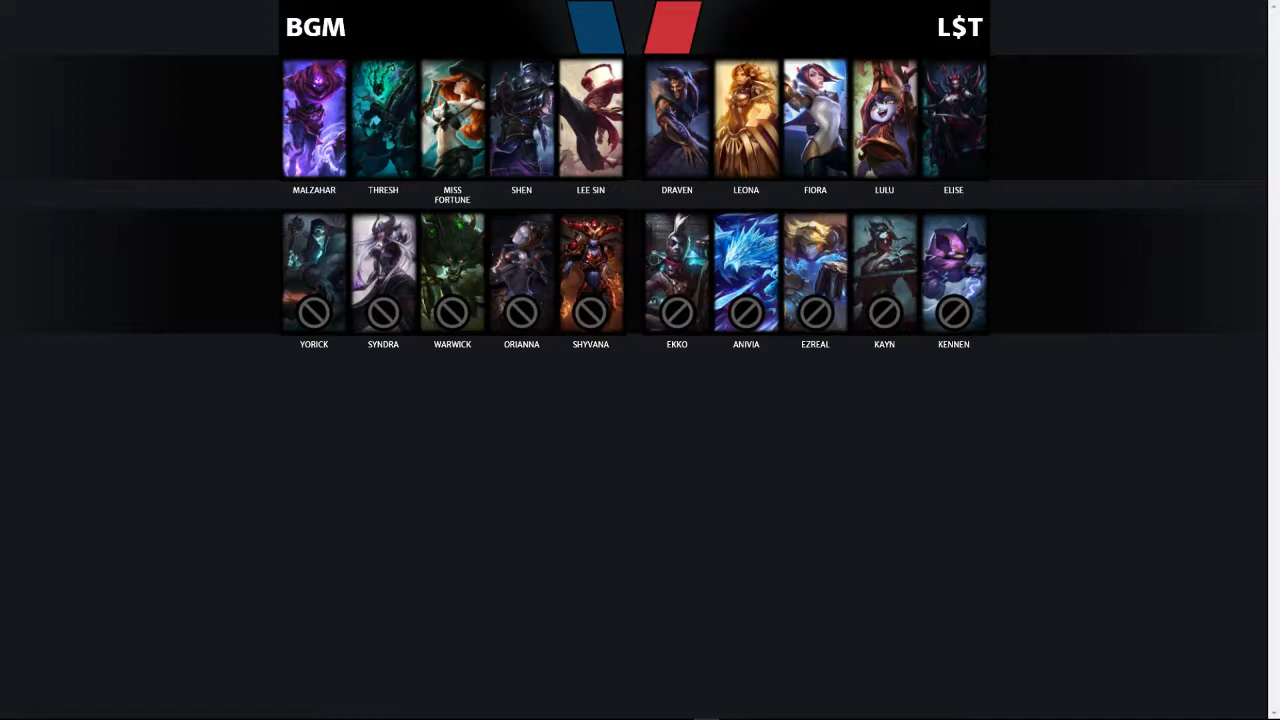 BGM
L$T
MALZAHAR THRESH MISS SHEN LEE SIN DRAVEN LEONA FIORA LULU ELISE
FORTUNE
YORICK SYNDRA WARWICK ORIANNA SHYVANA EKKO ANIVIA EZREAL KAYN KENNEN